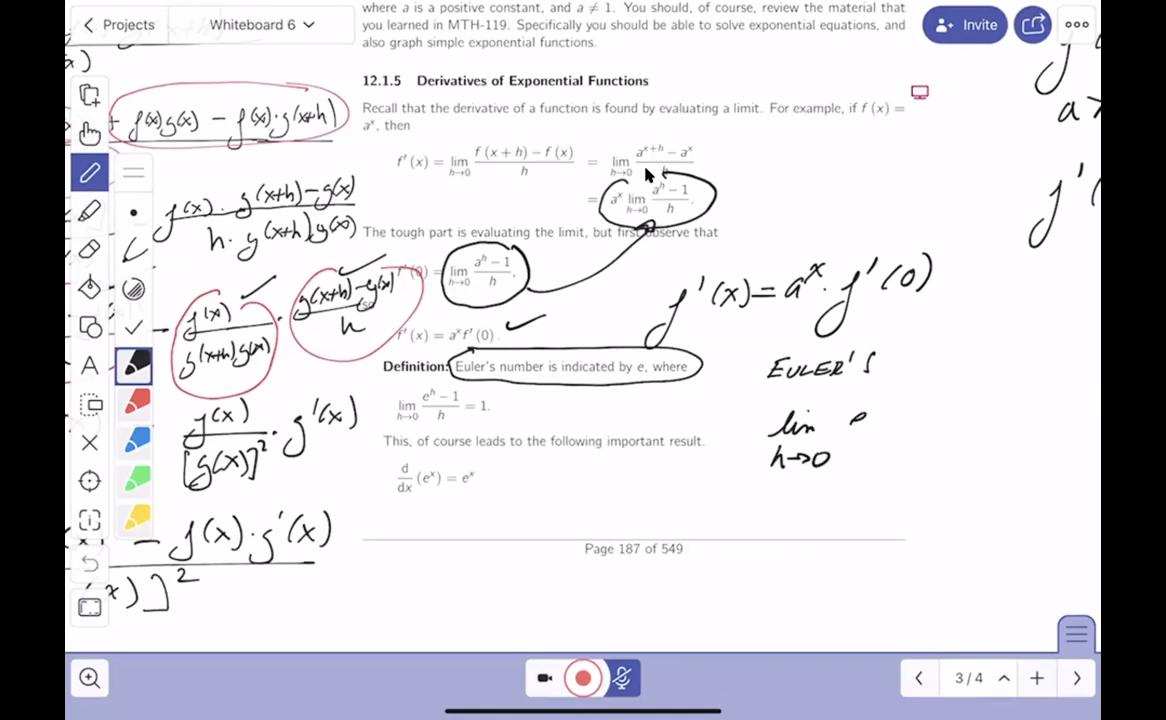 Projects
Whiteboard 6
Invite
where a is a positive constant, and a ≠ 1. You should, of course, review the material that
you learned in MTH-119. Specifically you should be able to solve exponential equations, and
also graph simple exponential functions.
12.1.5 Derivatives of Exponential Functions
Recall that the derivative of a function is found by evaluating a limit. For example, if f (x) =
aˣ, then
f′ (x) = lim h→0 f (x + h) − f (x) / h = lim h→0 a^(x+h) − a^x / h
= a^x lim h→0 a^h − 1 / h .
The tough part is evaluating the limit, but first observe that
f′ (0) = lim h→0 a^h − 1 / h ,
so
f′ (x) = a^x f′ (0) .
Definition: Euler's number is indicated by e, where
lim h→0 e^h − 1 / h = 1.
This, of course leads to the following important result.
d/dx (e^x) = e^x
Page 187 of 549
+ f(x)g(x) − f(x)·g(x+h)
f(x) · g(x+h) − g(x)
h · g(x+h) g(x)
− f(x) / g(x+h) g(x) · g(x+h) − g(x) / h
f(x) / [g(x)]² · g′(x)
− f(x) · g′(x)
x)]²
f′(x) = a^x · f′(0)
EULER'S
lim e
h→0
A
3/4